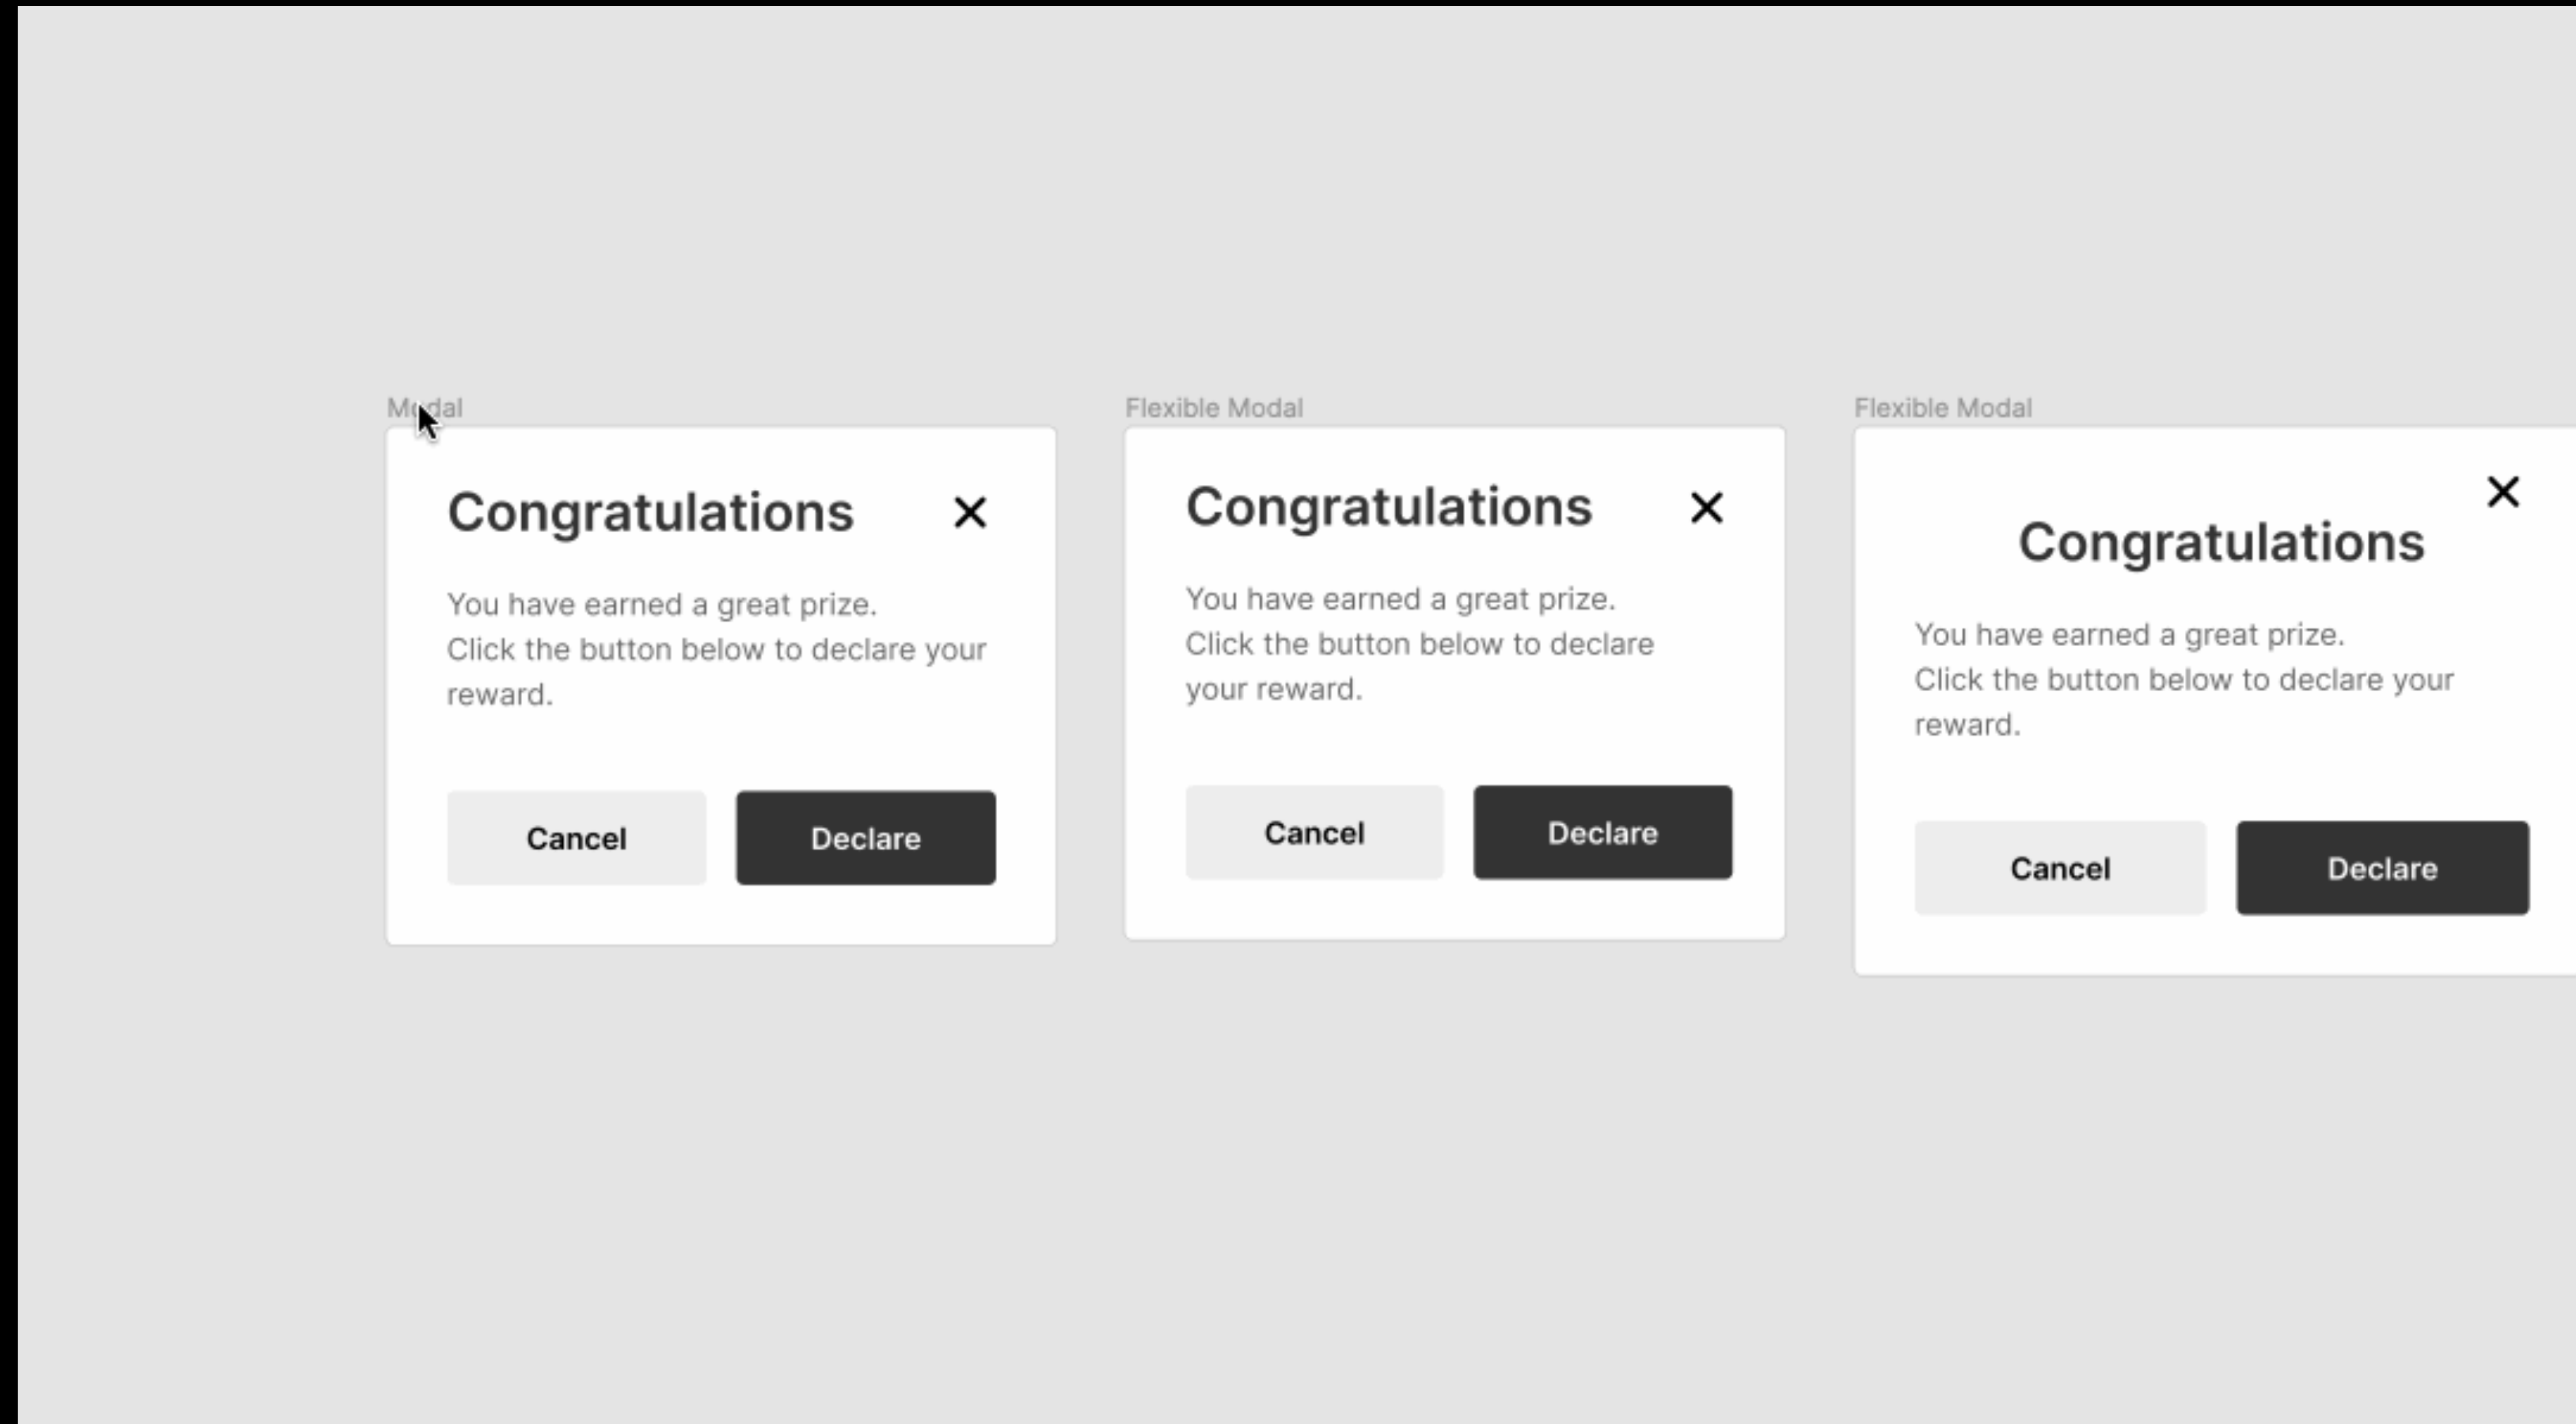 Modal
Congratulations
You have earned a great prize.
Click the button below to declare your
reward.
Cancel
Declare
Flexible Modal
Congratulations
You have earned a great prize.
Click the button below to declare
your reward.
Cancel
Declare
Flexible Modal
Congratulations
You have earned a great prize.
Click the button below to declare your
reward.
Cancel
Declare